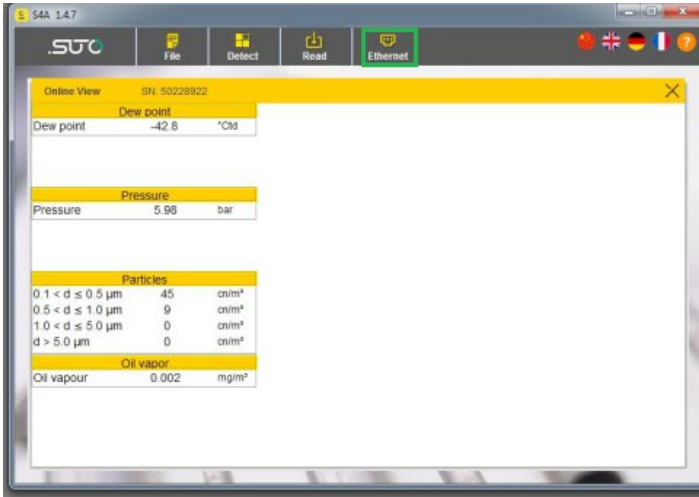 S4A 1.4.7
SUTO File Detect Read Ethernet ?
Online View SN. 50228922
Dew point
Dew point -42.8 °Ctd
Pressure
Pressure 5.98 bar
Particles
0.1 < d ≤ 0.5 µm 45 cn/m³
0.5 < d ≤ 1.0 µm 9 cn/m³
1.0 < d ≤ 5.0 µm 0 cn/m³
d > 5.0 µm 0 cn/m³
Oil vapor
Oil vapour 0.002 mg/m³